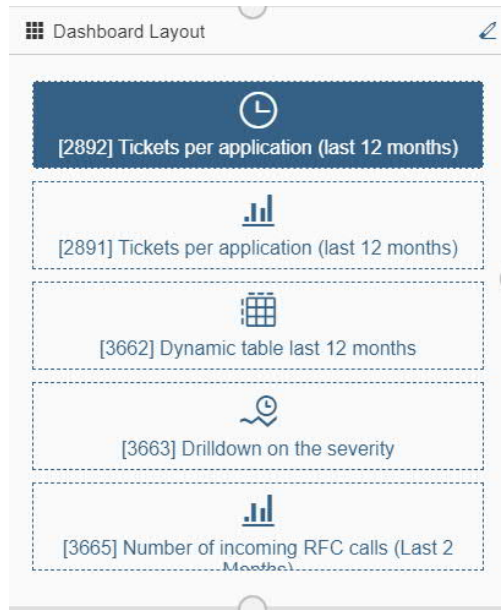 Dashboard Layout
[2892] Tickets per application (last 12 months)
[2891] Tickets per application (last 12 months)
[3662] Dynamic table last 12 months
[3663] Drilldown on the severity
[3665] Number of incoming RFC calls (Last 2
Months)